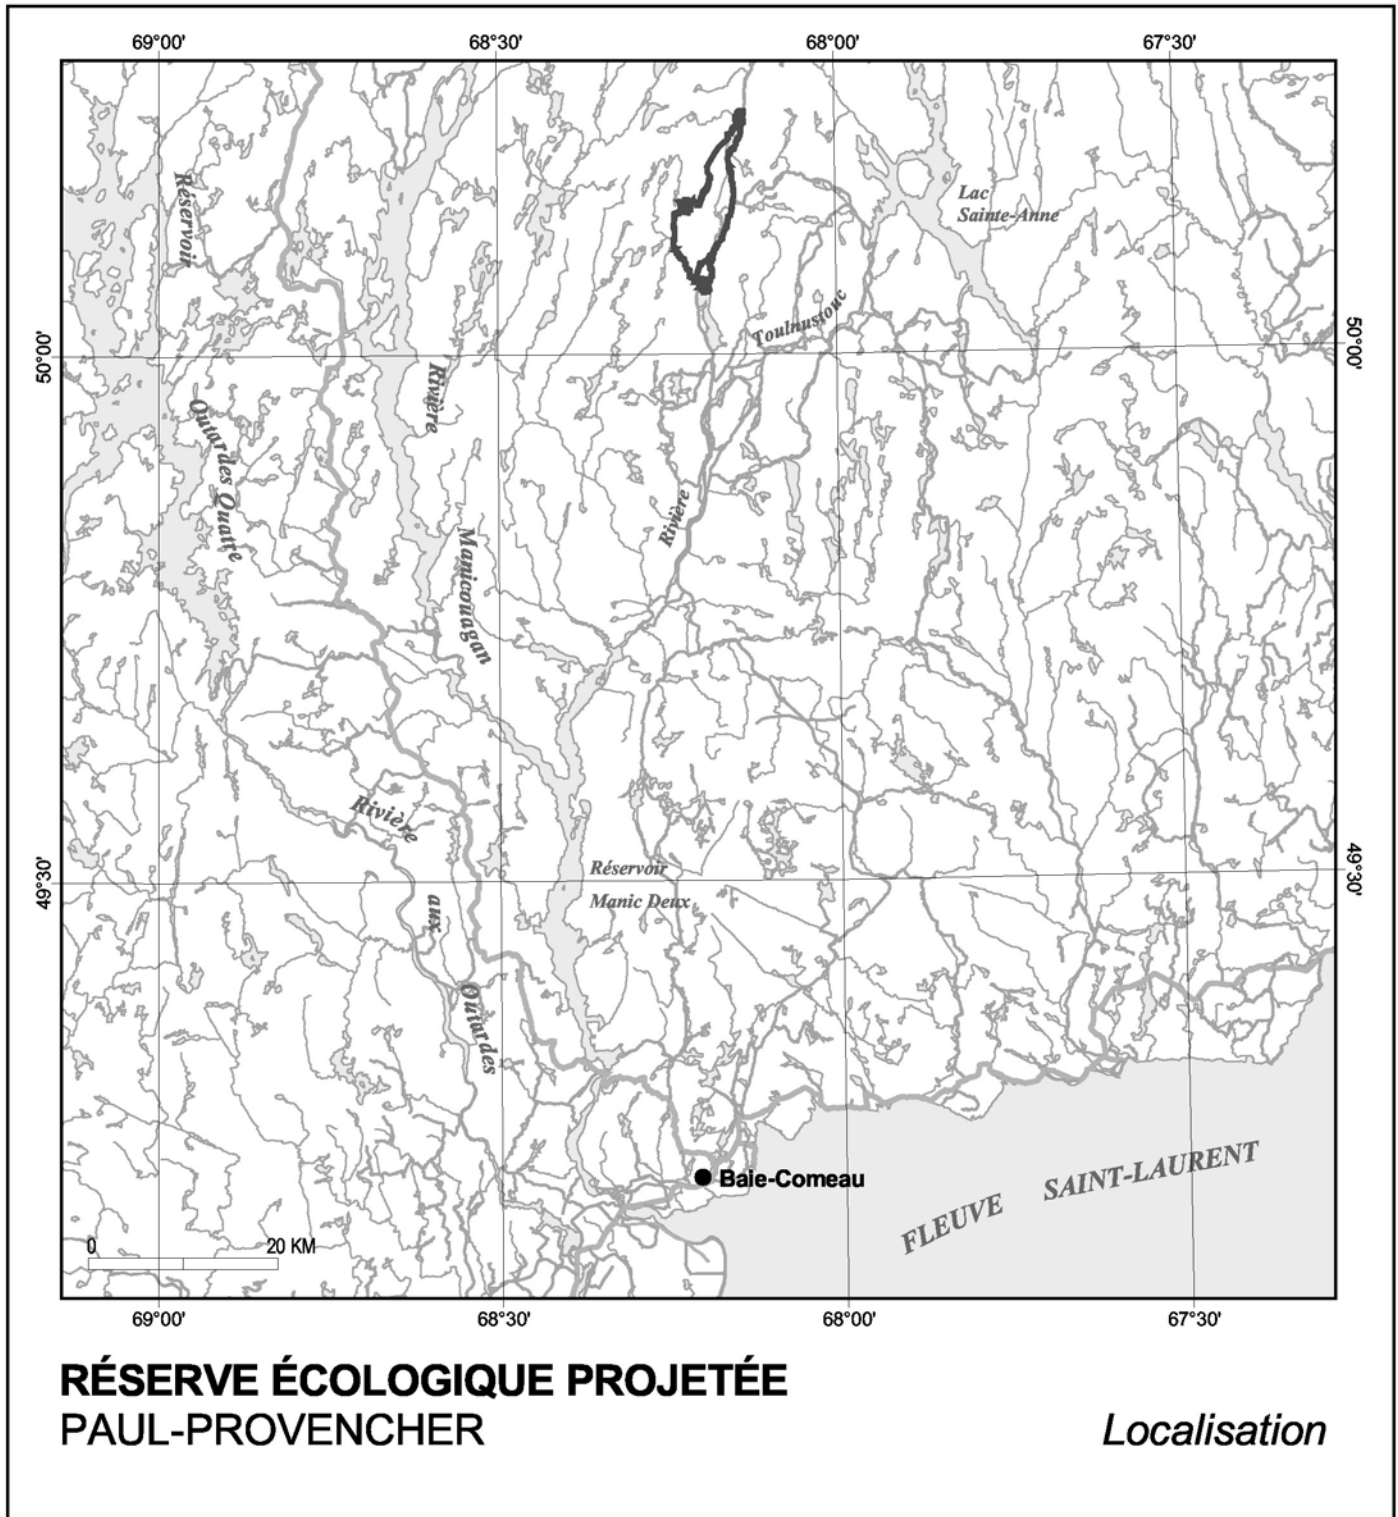 69°00'
68°30'
68°00'
67°30'
Réservoir
Lac
Sainte-Anne
Toulnustouc
50°00'
50°00'
Rivière
Outardes Quatre
Rivière
Manicouagan
Rivière
Réservoir
Manic Deux
49°30'
49°30'
aux
Outardes
Baie-Comeau
FLEUVE SAINT-LAURENT
0 20 KM
69°00'
68°30'
68°00'
67°30'
RÉSERVE ÉCOLOGIQUE PROJETÉE
PAUL-PROVENCHER
Localisation